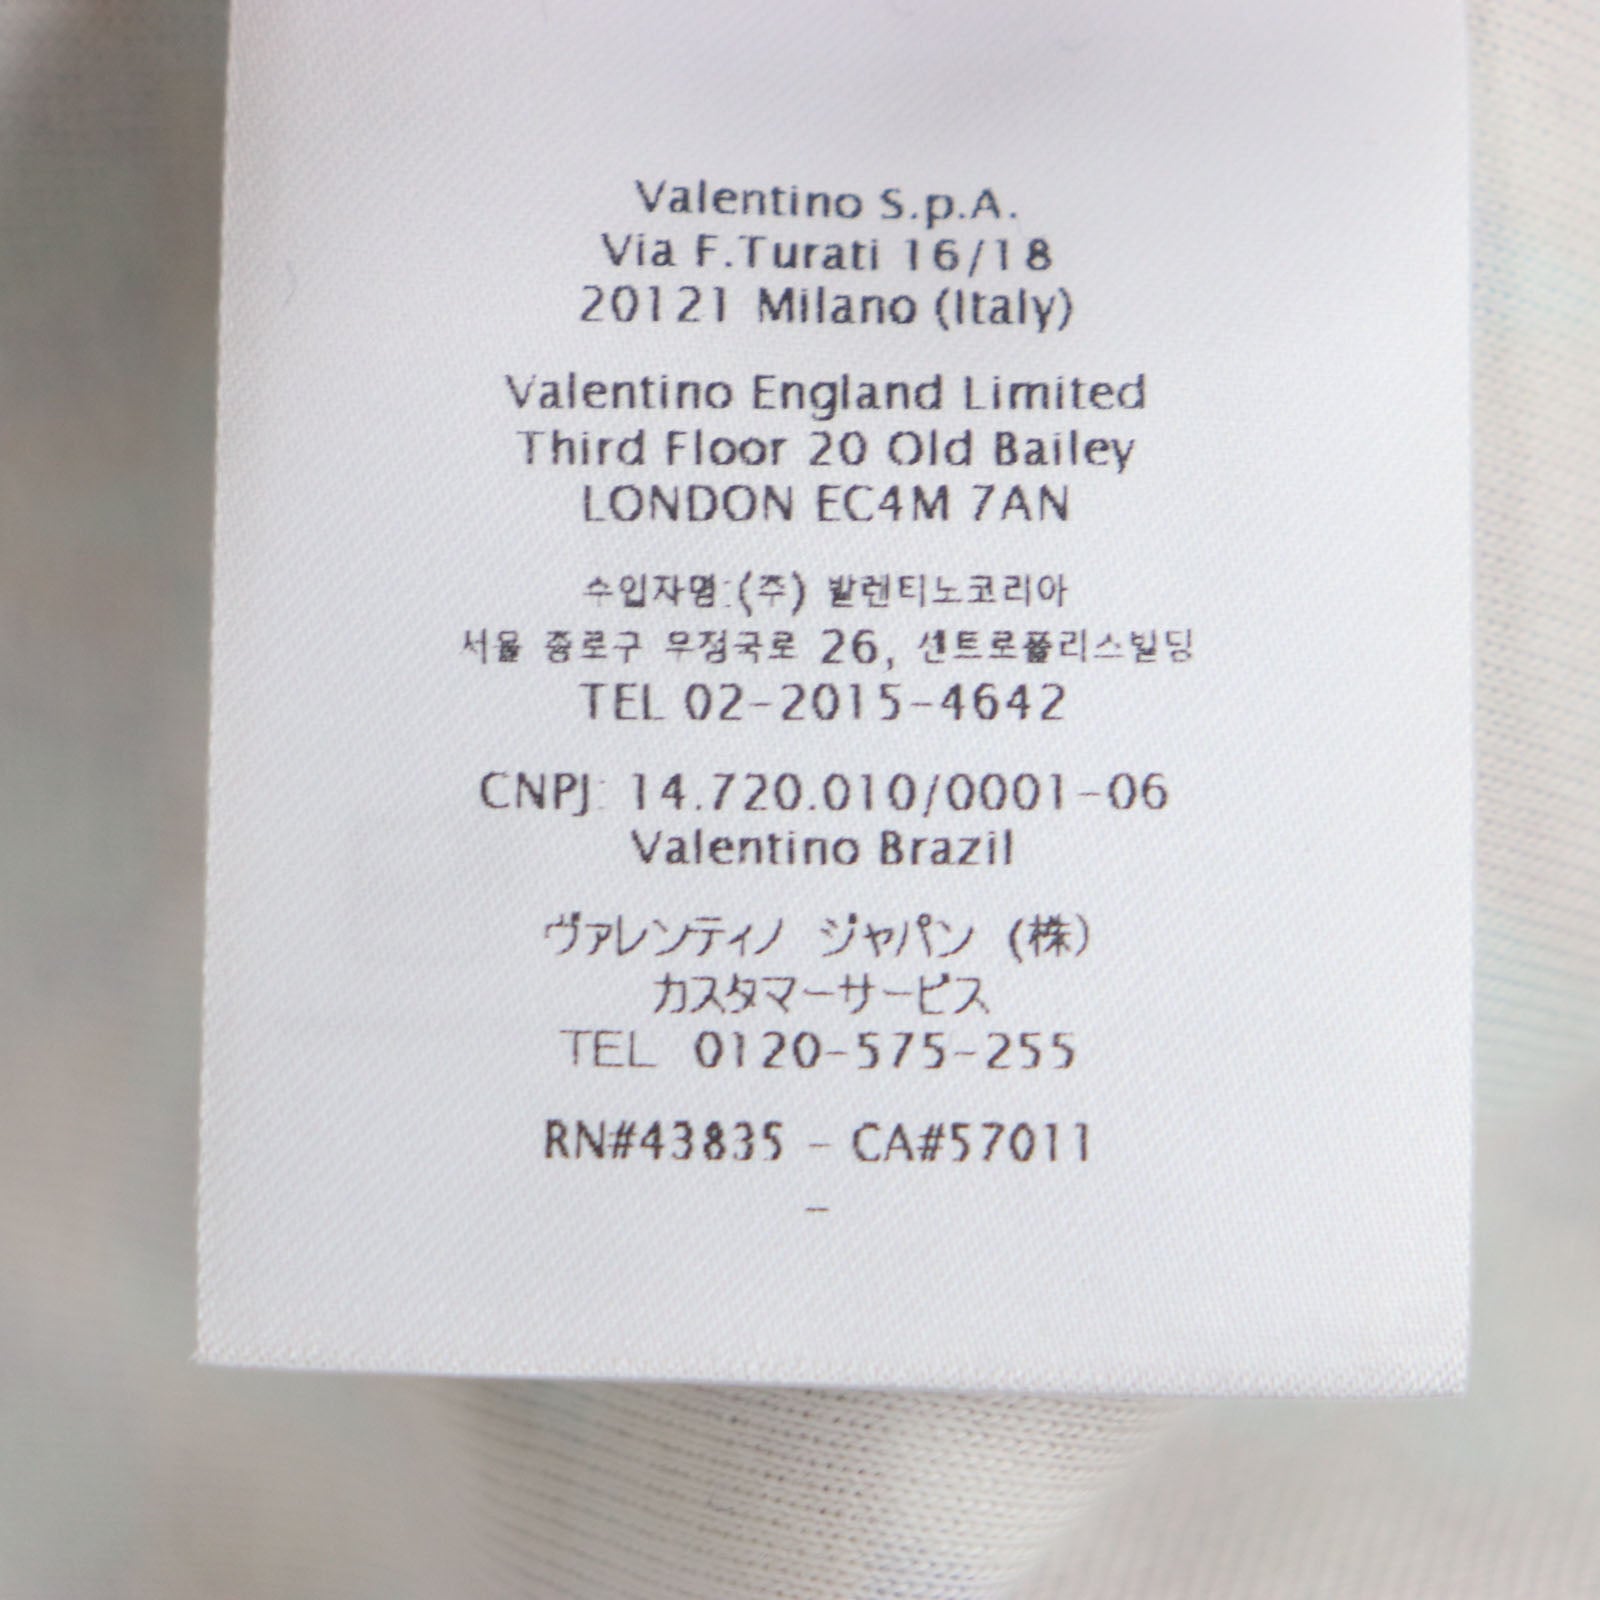 Valentino S.p.A.
Via F.Turati 16/18
20121 Milano (Italy)
Valentino England Limited
Third Floor 20 Old Bailey
LONDON EC4M 7AN
수입자명:(주) 발렌티노코리아
서울 종로구 우정국로 26, 센트로폴리스빌딩
TEL 02-2015-4642
CNPJ: 14.720.010/0001-06
Valentino Brazil
ヴァレンティノ ジャパン (株)
カスタマーサービス
TEL 0120-575-255
RN#43835 - CA#57011
-